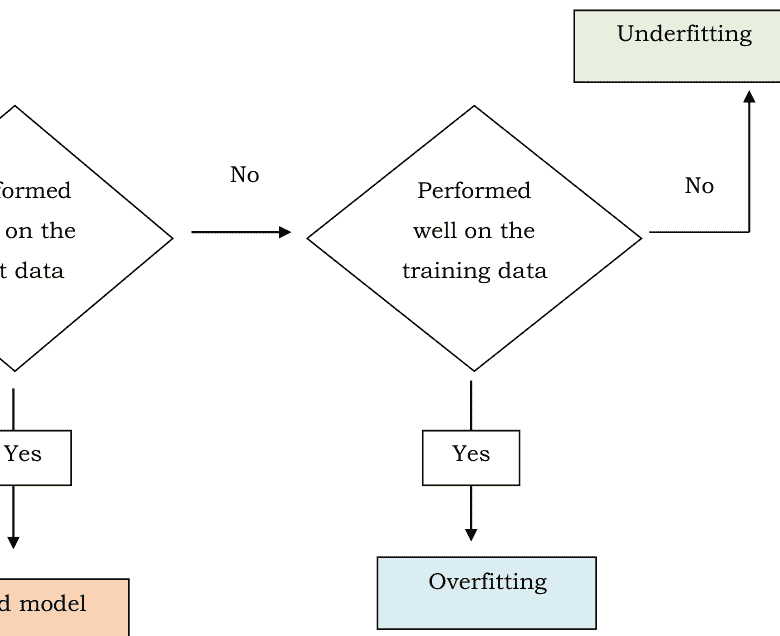 Underfitting
No
No
formed
on the
t data
Performed
well on the
training data
Yes
Yes
Overfitting
d model